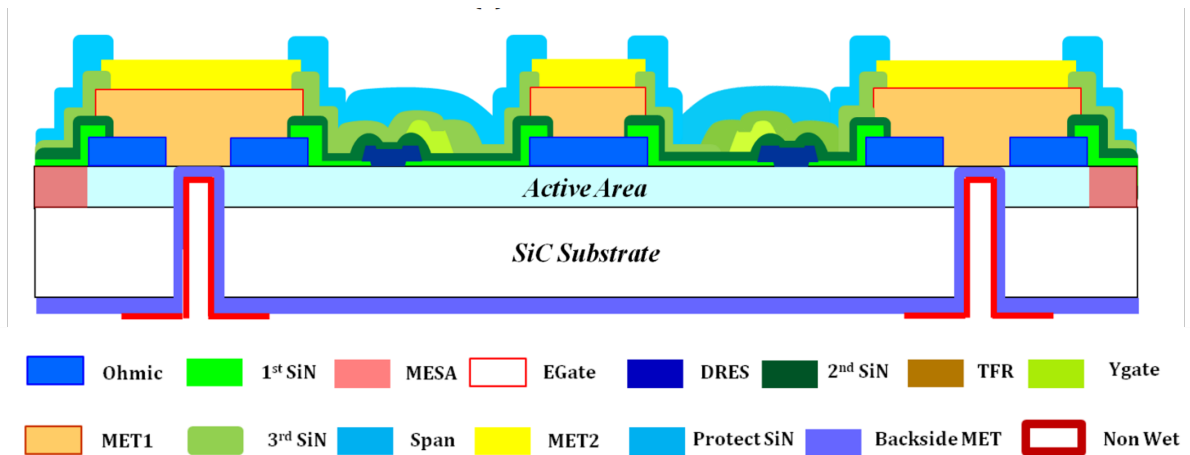 Active Area
SiC Substrate
Ohmic 1st SiN MESA EGate DRES 2nd SiN TFR Ygate
MET1 3rd SiN Span MET2 Protect SiN Backside MET Non Wet